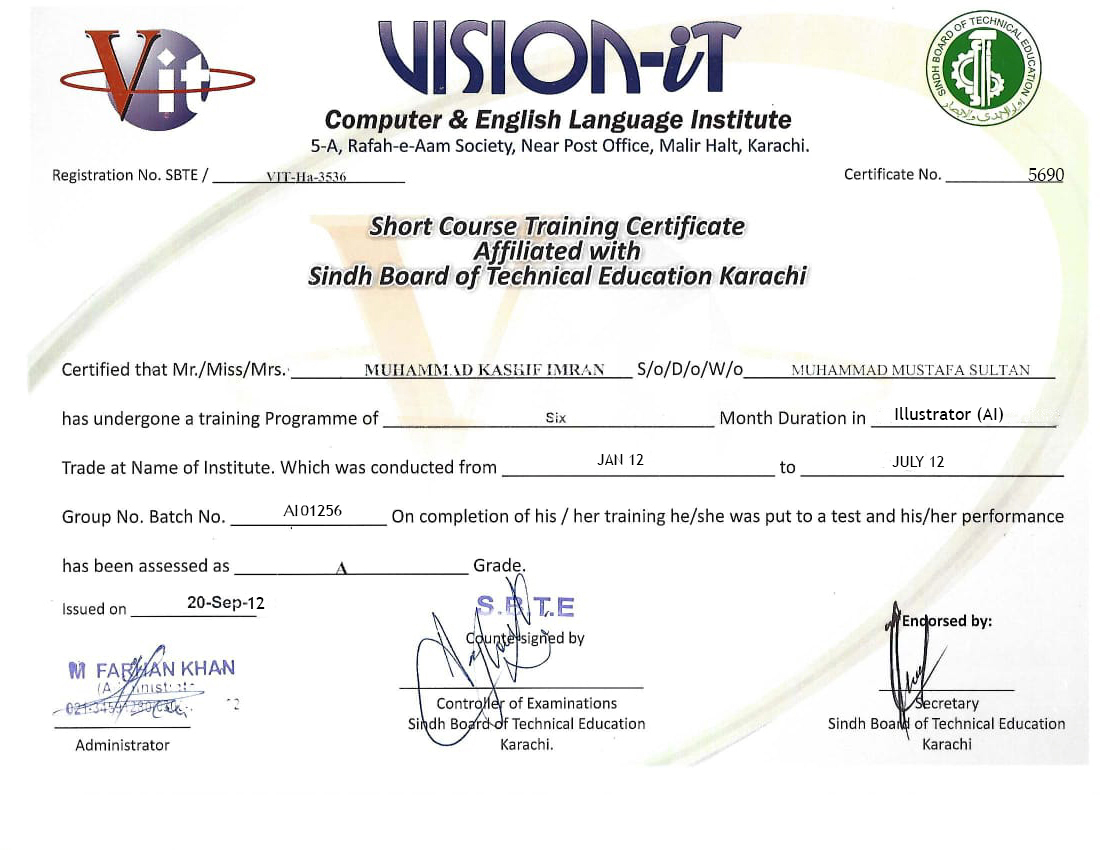 Vit
VISION-iT
SINDH BOARD OF TECHNICAL EDUCATION
Computer & English Language Institute
5-A, Rafah-e-Aam Society, Near Post Office, Malir Halt, Karachi.
Registration No. SBTE / VIT-Ha-3536 Certificate No. 5690
Short Course Training Certificate
Affiliated with
Sindh Board of Technical Education Karachi
Certified that Mr./Miss/Mrs. MUHAMMAD KASHIF IMRAN S/o/D/o/W/o MUHAMMAD MUSTAFA SULTAN
has undergone a training Programme of Six Month Duration in Illustrator (AI)
Trade at Name of Institute. Which was conducted from JAN 12 to JULY 12
Group No. Batch No. AI01256 On completion of his / her training he/she was put to a test and his/her performance
has been assessed as A Grade.
Issued on 20-Sep-12
S.B.T.E
Countersigned by
Endorsed by:
M FARHAN KHAN
Administrator
Controller of Examinations
Sindh Board of Technical Education
Karachi.
Secretary
Sindh Board of Technical Education
Karachi